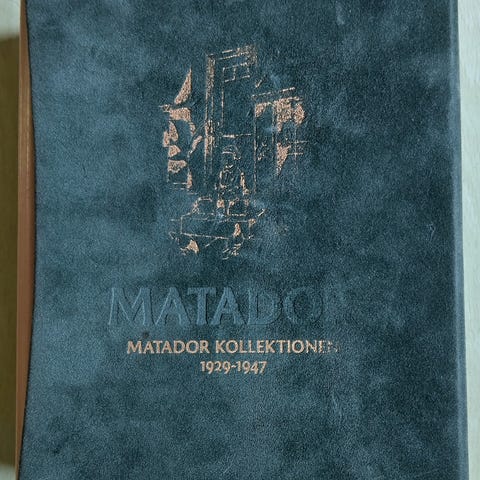 MATADOR
MATADOR KOLLEKTIONEN
1929-1947